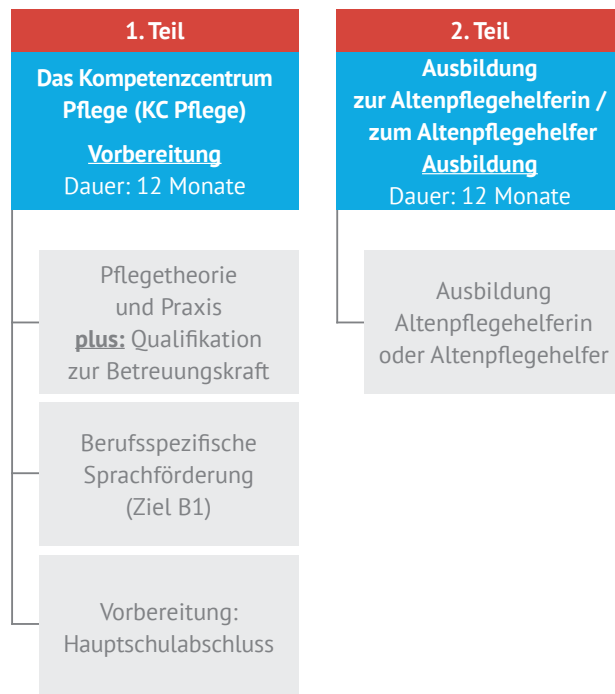 1. Teil
Das Kompetenzcentrum
Pflege (KC Pflege)
Vorbereitung
Dauer: 12 Monate
Pflegetheorie
und Praxis
plus: Qualifikation
zur Betreuungskraft
Berufsspezifische
Sprachförderung
(Ziel B1)
Vorbereitung:
Hauptschulabschluss
2. Teil
Ausbildung
zur Altenpflegehelferin /
zum Altenpflegehelfer
Ausbildung
Dauer: 12 Monate
Ausbildung
Altenpflegehelferin
oder Altenpflegehelfer